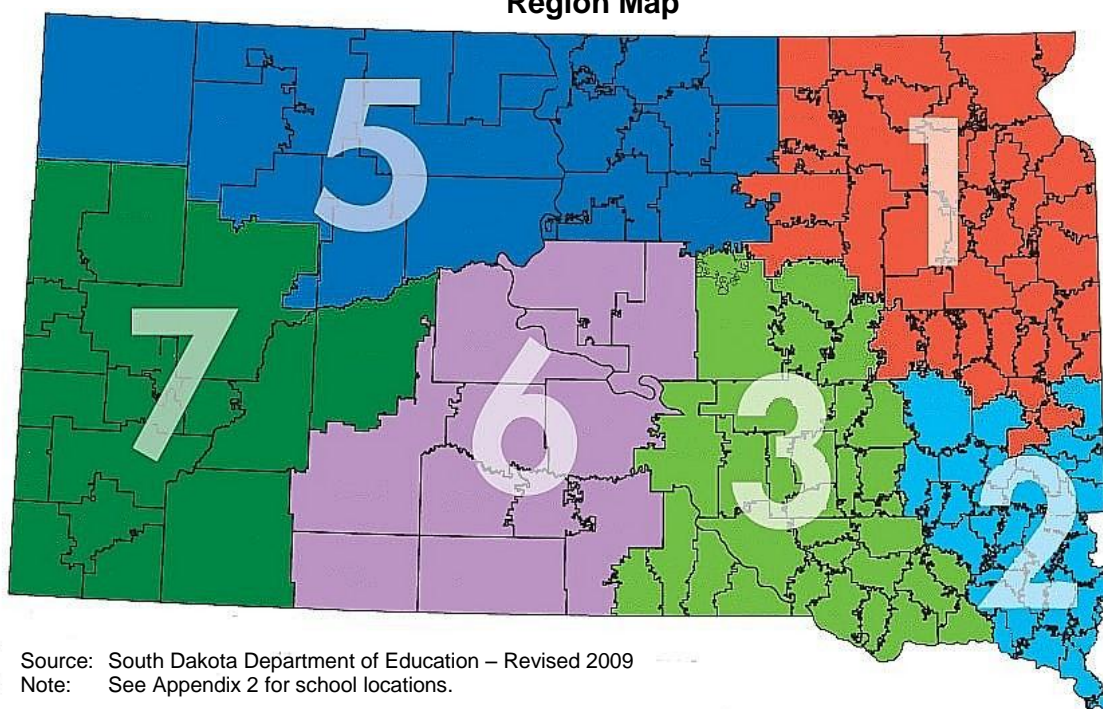 Region Map
5
1
7
6
3
2
Source: South Dakota Department of Education – Revised 2009
Note: See Appendix 2 for school locations.